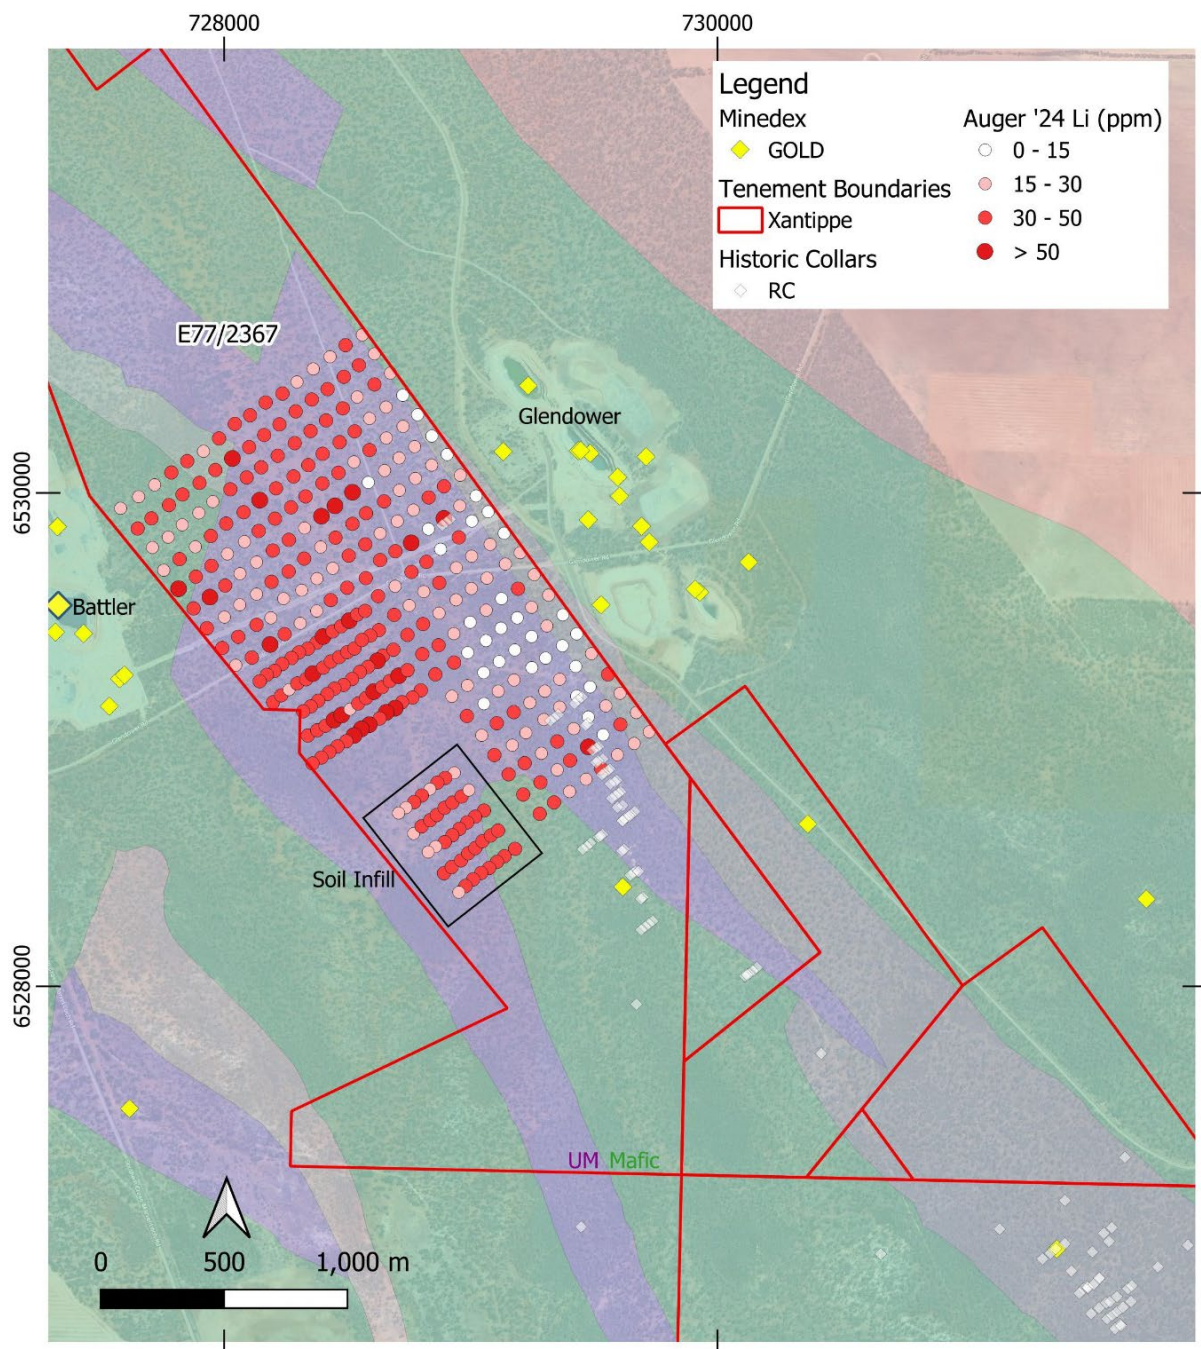 728000
730000
Legend
Minedex
GOLD
Tenement Boundaries
Xantippe
Historic Collars
RC
Auger '24 Li (ppm)
0 - 15
15 - 30
30 - 50
> 50
E77/2367
Glendower
6530000
Battler
Soil Infill
6528000
UM Mafic
0 500 1,000 m